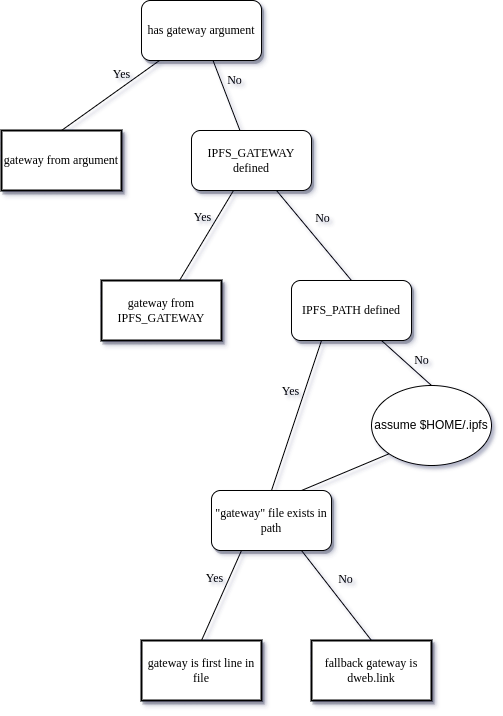 has gateway argument
Yes
No
gateway from argument
IPFS_GATEWAY
defined
Yes
No
gateway from
IPFS_GATEWAY
IPFS_PATH defined
Yes
No
assume $HOME/.ipfs
"gateway" file exists in
path
Yes
No
gateway is first line in
file
fallback gateway is
dweb.link